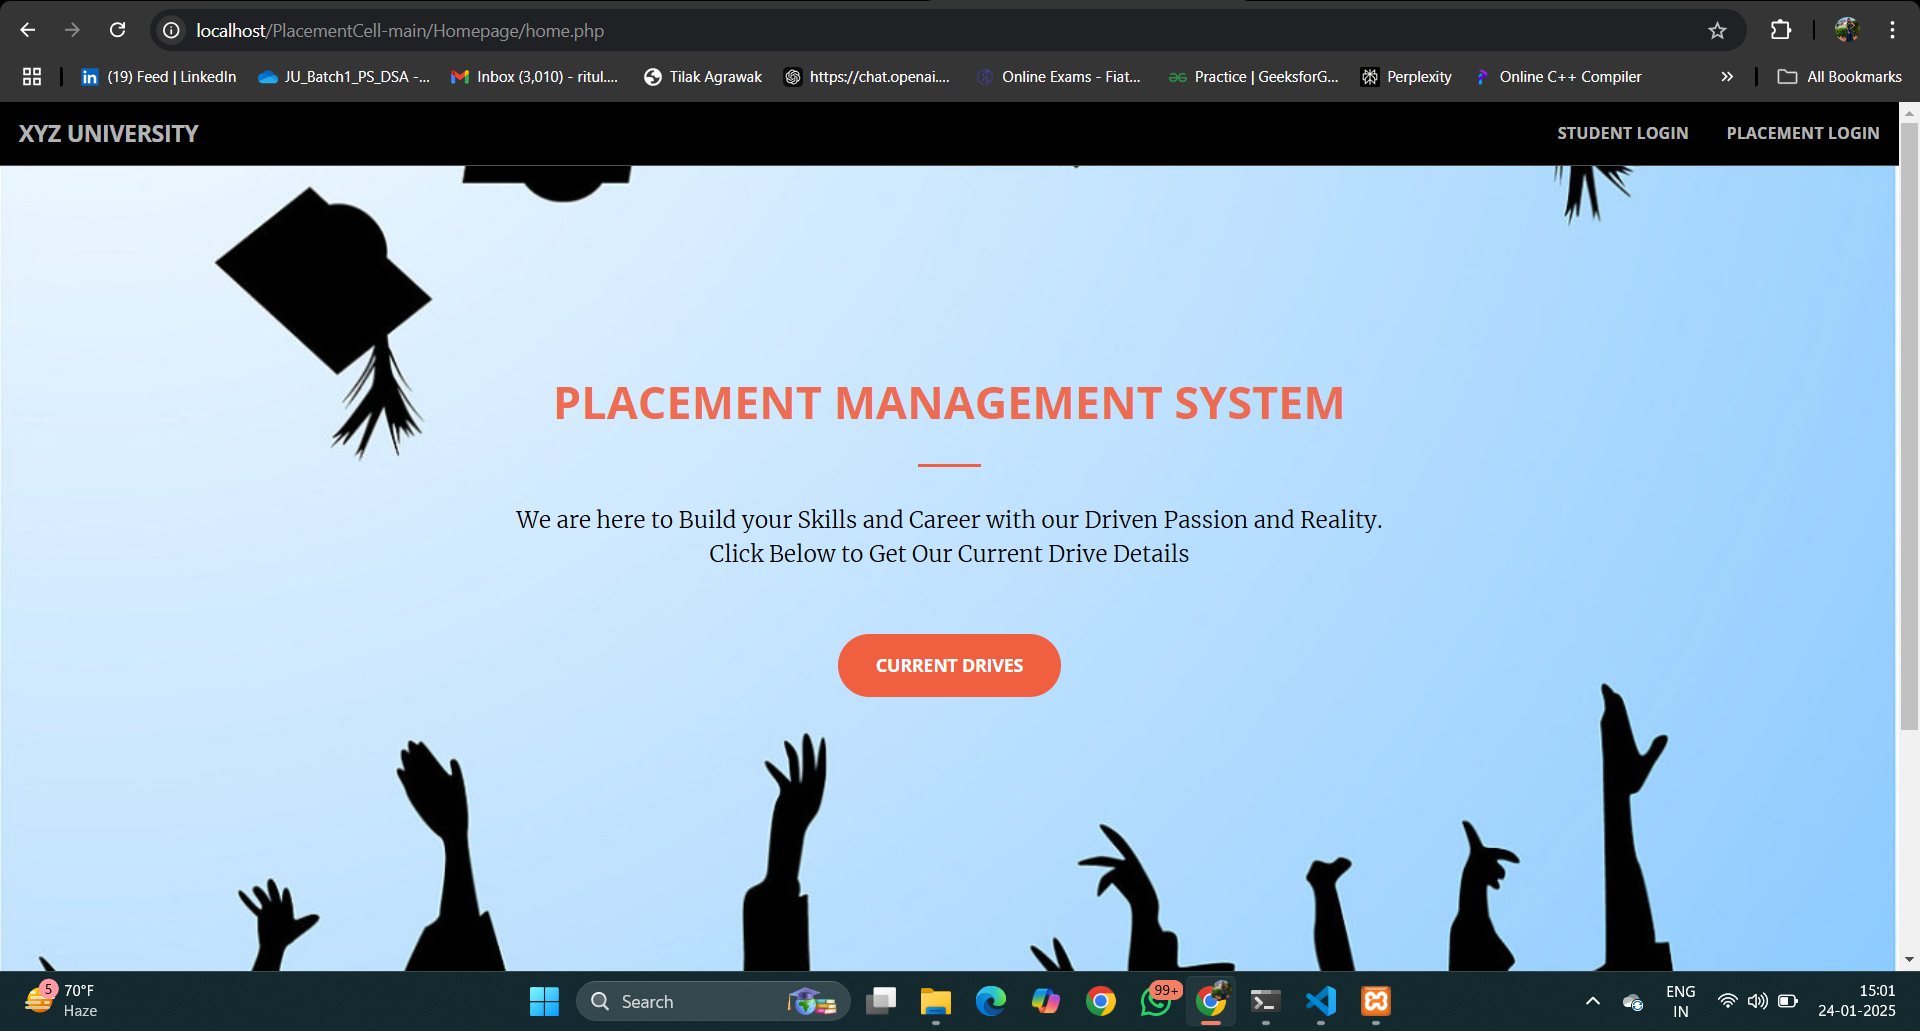 localhost/PlacementCell-main/Homepage/home.php
(19) Feed | LinkedIn
JU_Batch1_PS_DSA -...
Inbox (3,010) - ritul....
Tilak Agrawak
https://chat.openai....
Online Exams - Fiat...
Practice | GeeksforG...
Perplexity
Online C++ Compiler
All Bookmarks
XYZ UNIVERSITY
STUDENT LOGIN
PLACEMENT LOGIN
PLACEMENT MANAGEMENT SYSTEM
We are here to Build your Skills and Career with our Driven Passion and Reality.
Click Below to Get Our Current Drive Details
CURRENT DRIVES
5
70°F
Haze
Search
99+
ENG
IN
15:01
24-01-2025